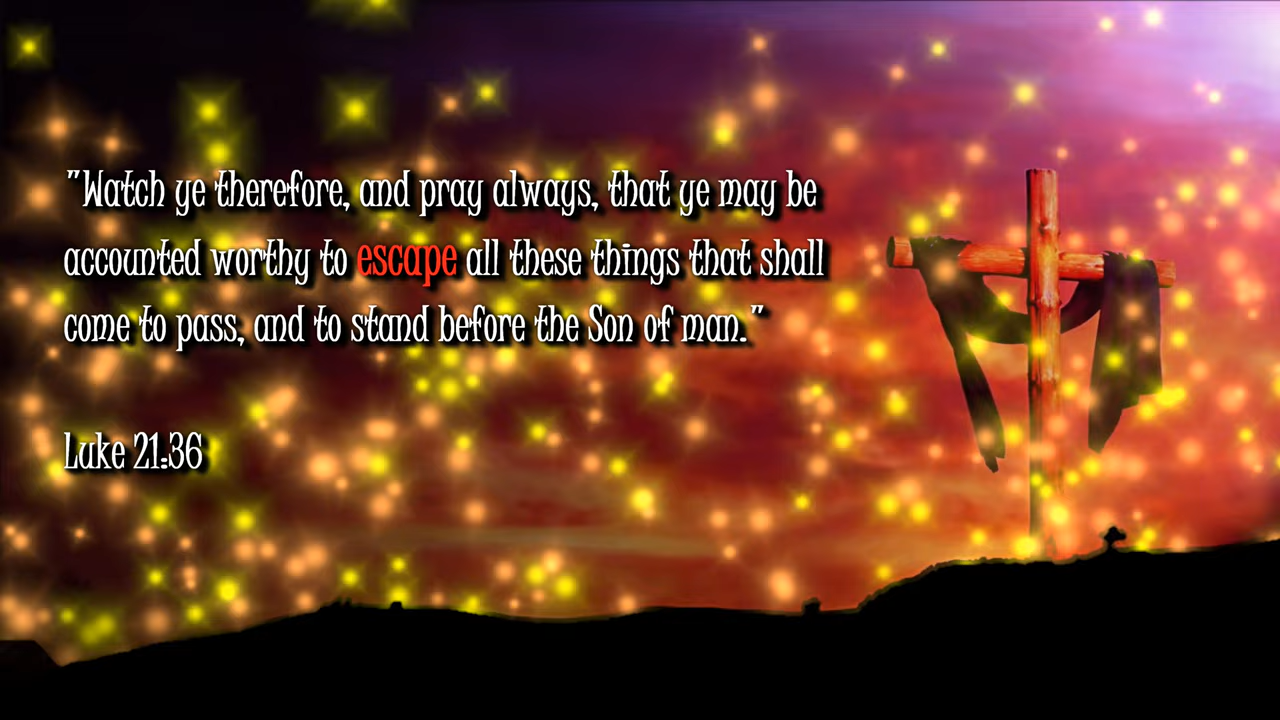 "Watch ye therefore, and pray always, that ye may be
accounted worthy to escape all these things that shall
come to pass, and to stand before the Son of man."
Luke 21:36